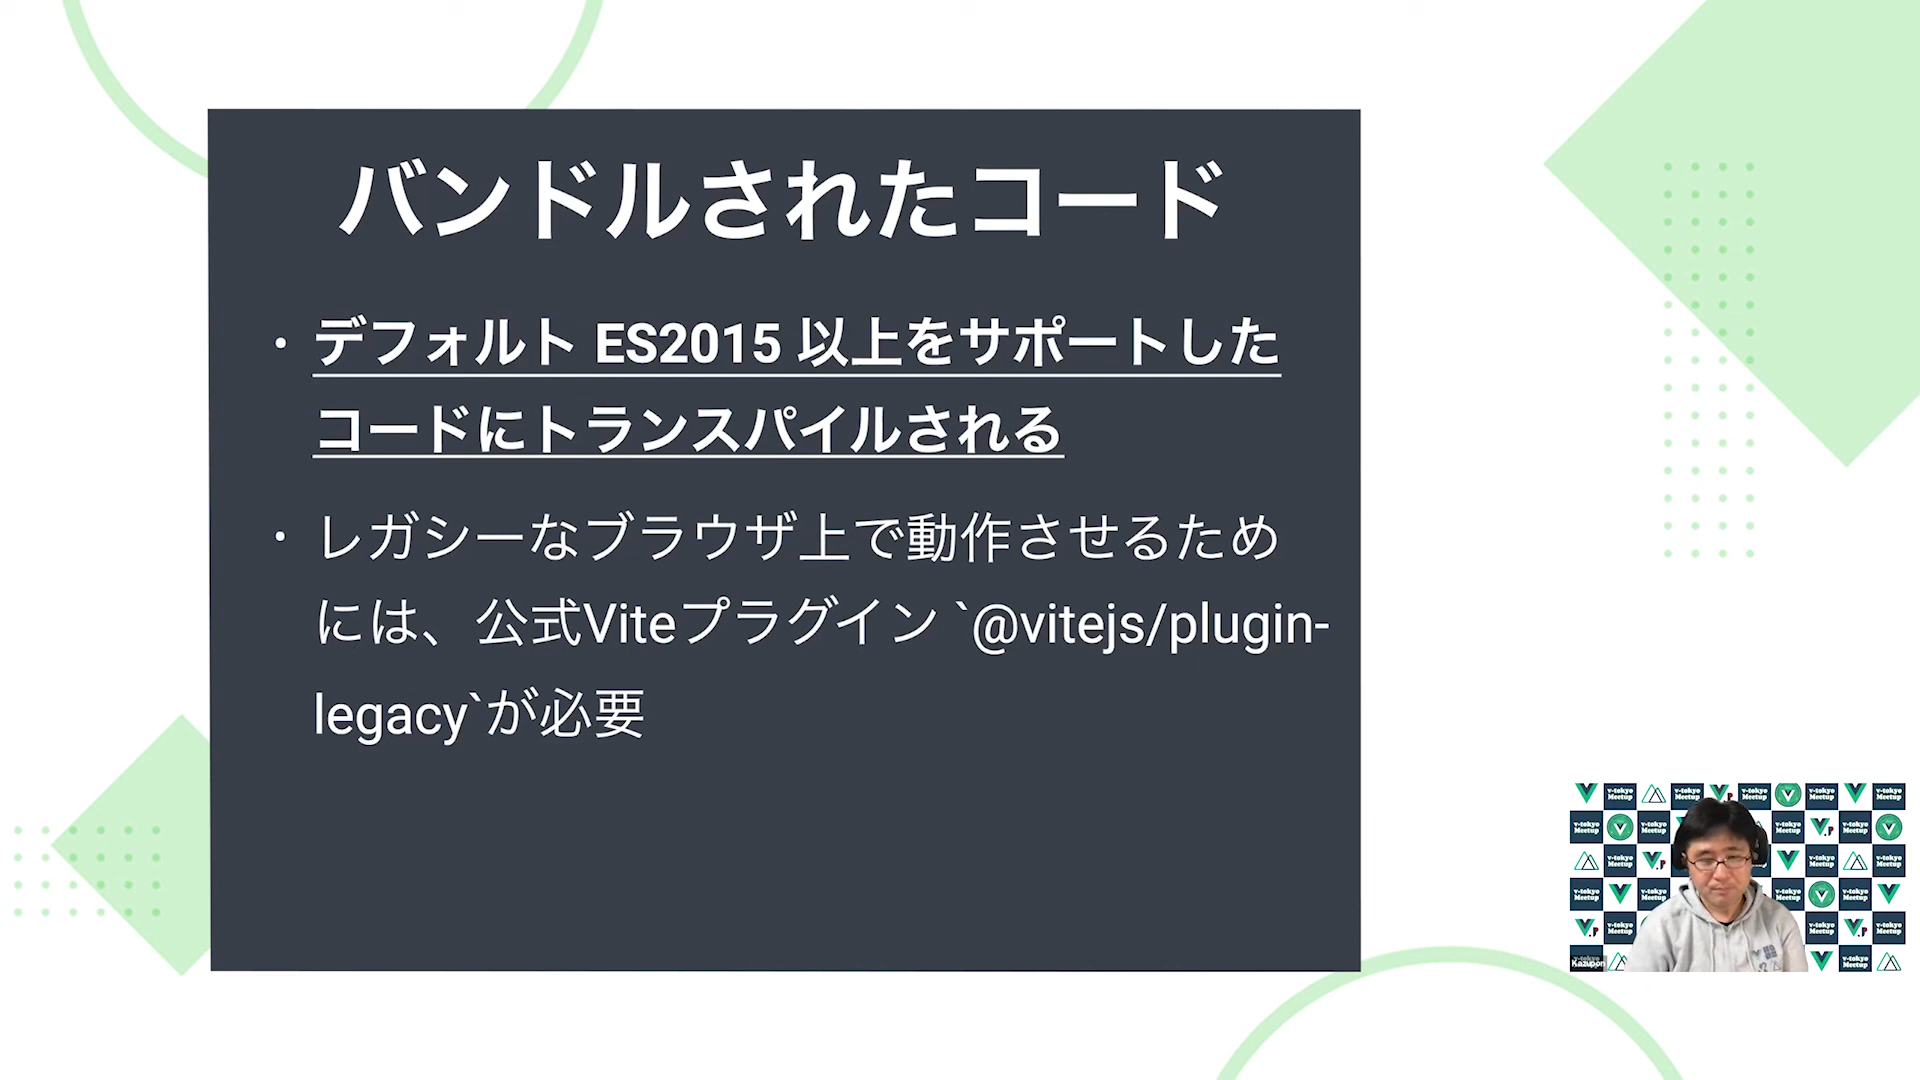 バンドルされたコード
・デフォルト ES2015 以上をサポートした
コードにトランスパイルされる
・レガシーなブラウザ上で動作させるため
には、公式Viteプラグイン `@vitejs/plugin-
legacy`が必要
v-tokyo
Meetup
Kazupon